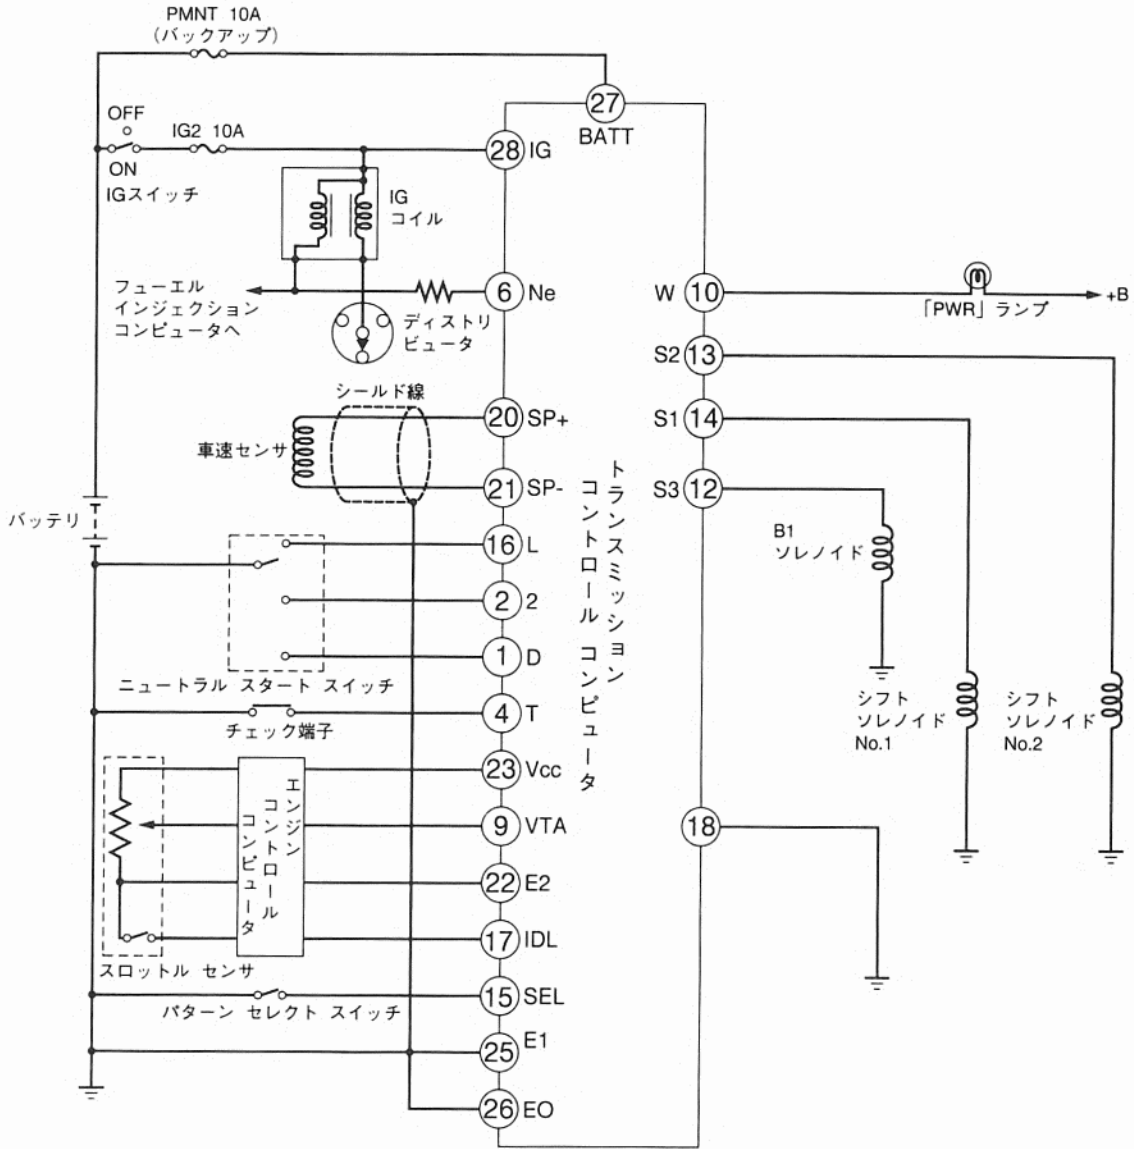 PMNT 10A
(バックアップ)
27
BATT
OFF
IG2 10A
28 IG
ON
IGスイッチ
IG
コイル
フューエル
インジェクション
コンピュータへ
6 Ne
ディストリ
ビュータ
W 10
「PWR」ランプ
+B
S2 13
シールド線
20 SP+
S1 14
車速センサ
21 SP-
S3 12
トランスミッション
コントロール コンピュータ
バッテリ
16 L
B1
ソレノイド
2 2
1 D
ニュートラル スタート スイッチ
4 T
チェック端子
シフト
ソレノイド
No.1
シフト
ソレノイド
No.2
23 Vcc
エンジン
コントロール
コンピュータ
9 VTA
18
22 E2
17 IDL
スロットル センサ
15 SEL
パターン セレクト スイッチ
25 E1
26 EO